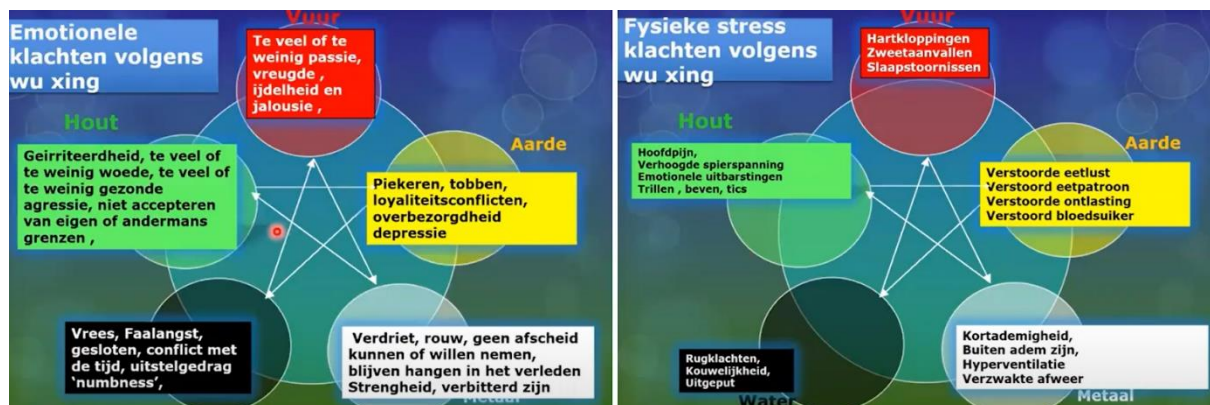 Emotionele
klachten volgens
wu xing
Vuur
Te veel of te
weinig passie,
vreugde ,
ijdelheid en
jalousie ,
Hout
Geirriteerdheid, te veel of
te weinig woede, te veel of
te weinig gezonde
agressie, niet accepteren
van eigen of andermans
grenzen ,
Aarde
Piekeren, tobben,
loyaliteitsconflicten,
overbezorgdheid
depressie
Vrees, Faalangst,
gesloten, conflict met
de tijd, uitstelgedrag
‘numbness’,
Verdriet, rouw, geen afscheid
kunnen of willen nemen,
blijven hangen in het verleden
Strengheid, verbitterd zijn
Metaal
Fysieke stress
klachten volgens
wu xing
Vuur
Hartkloppingen
Zweetaanvallen
Slaapstoornissen
Hout
Hoofdpijn,
Verhoogde spierspanning
Emotionele uitbarstingen
Trillen , beven, tics
Aarde
Verstoorde eetlust
Verstoord eetpatroon
Verstoorde ontlasting
Verstoord bloedsuiker
Rugklachten,
Kouwelijkheid,
Uitgeput
Water
Kortademigheid,
Buiten adem zijn,
Hyperventilatie
Verzwakte afweer
Metaal